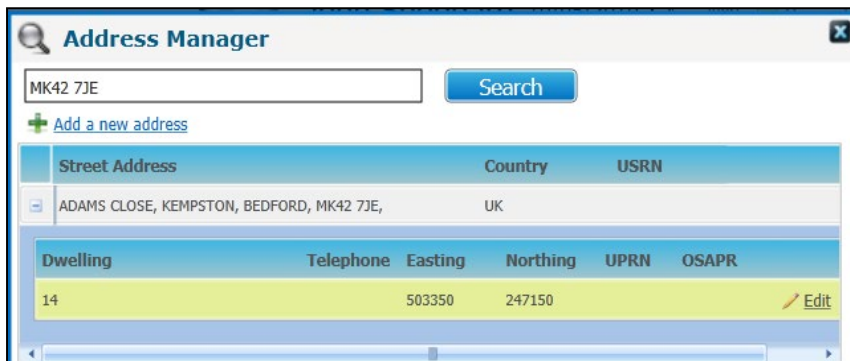 Address Manager
MK42 7JE Search
Add a new address
Street Address Country USRN
ADAMS CLOSE, KEMPSTON, BEDFORD, MK42 7JE, UK
Dwelling Telephone Easting Northing UPRN OSAPR
14 503350 247150 Edit